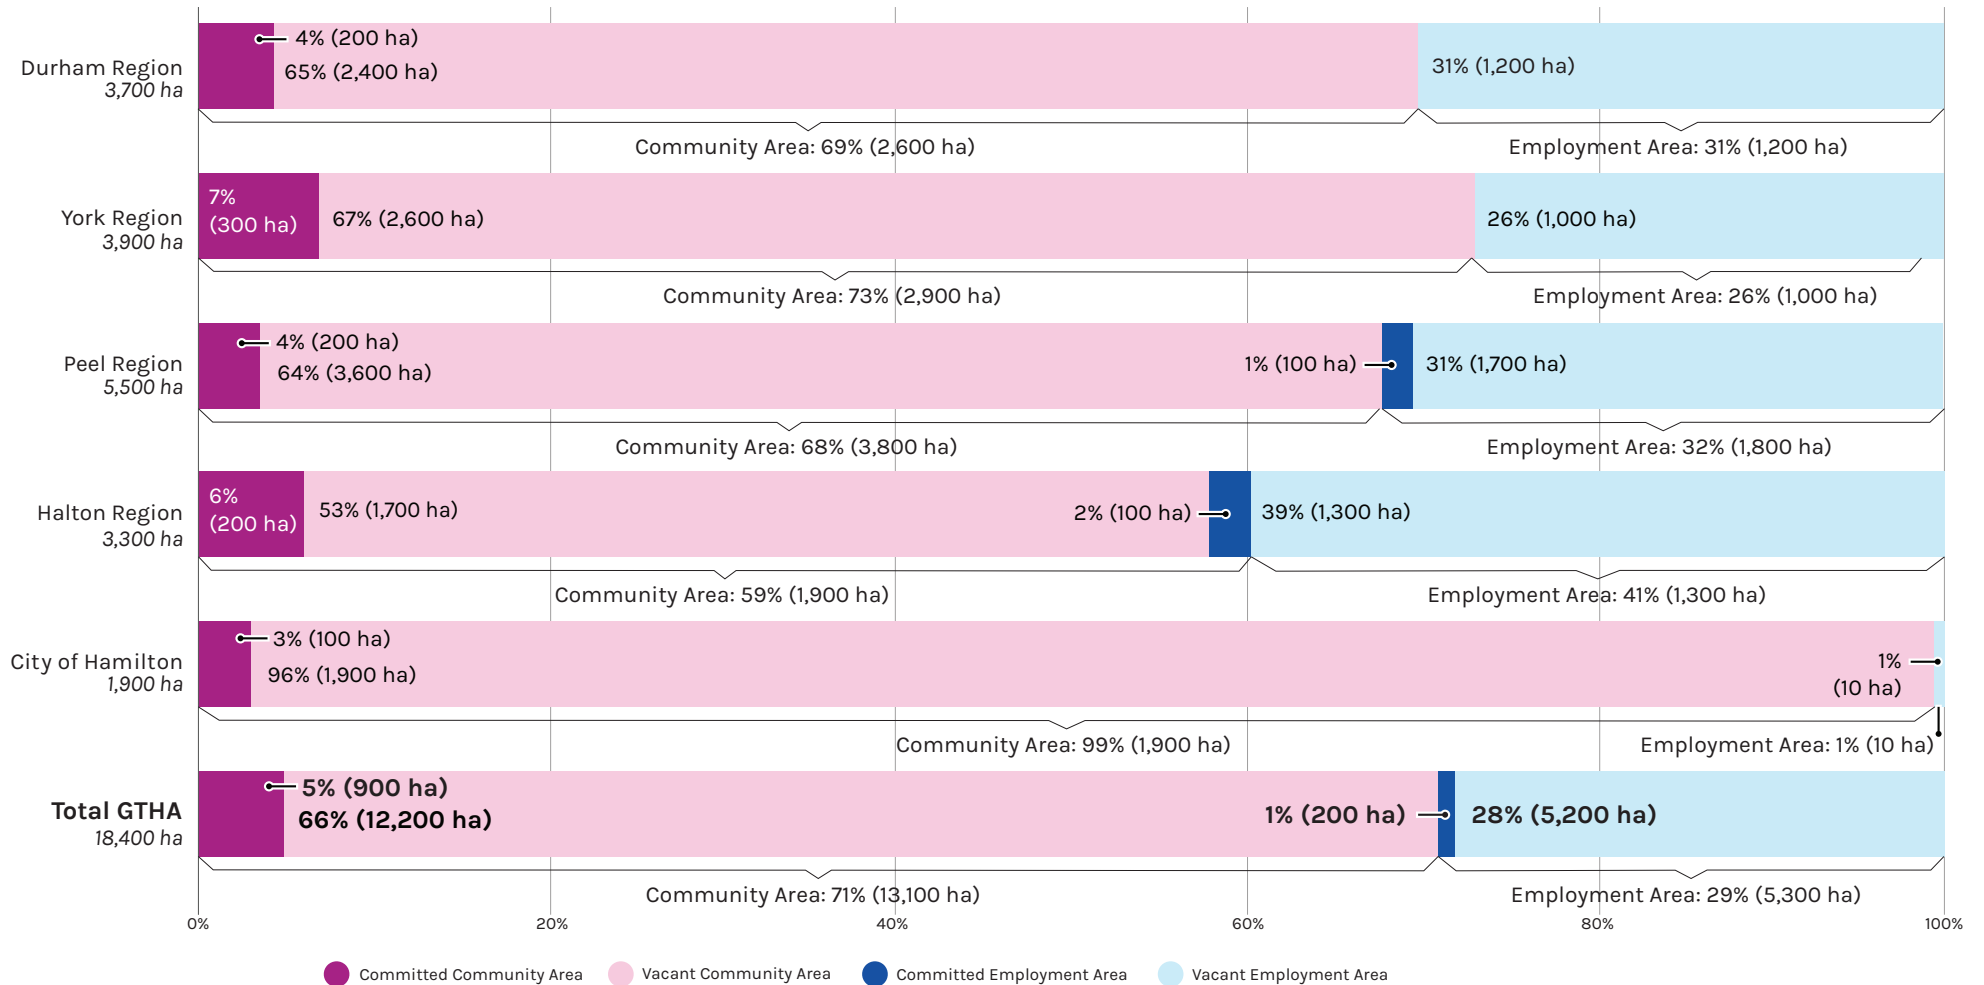 4% (200 ha)
65% (2,400 ha)
31% (1,200 ha)
Durham Region
3,700 ha
Community Area: 69% (2,600 ha)
Employment Area: 31% (1,200 ha)
7%
(300 ha)
67% (2,600 ha)
26% (1,000 ha)
York Region
3,900 ha
Community Area: 73% (2,900 ha)
Employment Area: 26% (1,000 ha)
4% (200 ha)
64% (3,600 ha)
1% (100 ha)
31% (1,700 ha)
Peel Region
5,500 ha
Community Area: 68% (3,800 ha)
Employment Area: 32% (1,800 ha)
6%
(200 ha)
53% (1,700 ha)
2% (100 ha)
39% (1,300 ha)
Halton Region
3,300 ha
Community Area: 59% (1,900 ha)
Employment Area: 41% (1,300 ha)
3% (100 ha)
96% (1,900 ha)
1%
(10 ha)
City of Hamilton
1,900 ha
Community Area: 99% (1,900 ha)
Employment Area: 1% (10 ha)
5% (900 ha)
66% (12,200 ha)
1% (200 ha)
28% (5,200 ha)
Total GTHA
18,400 ha
Community Area: 71% (13,100 ha)
Employment Area: 29% (5,300 ha)
0%
20%
40%
60%
80%
100%
Committed Community Area
Vacant Community Area
Committed Employment Area
Vacant Employment Area